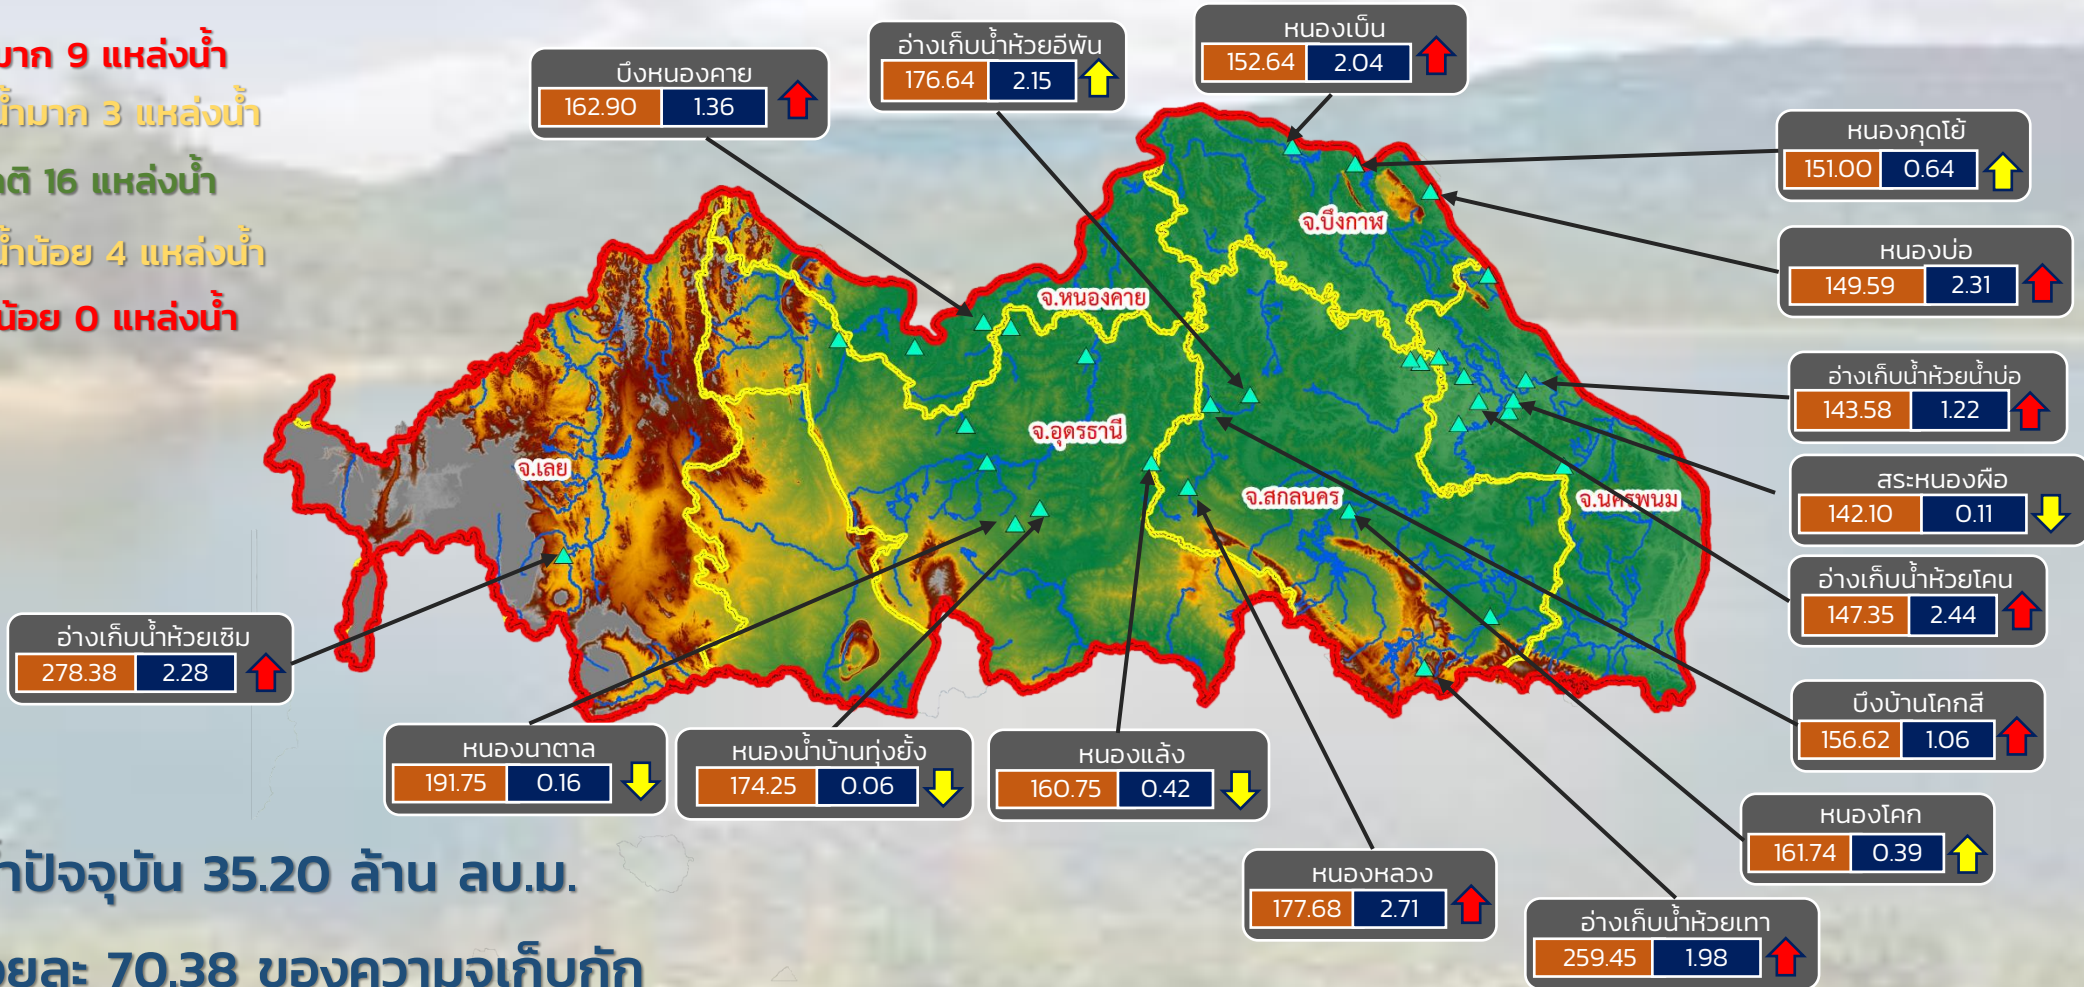 มาก 9 แหล่งน้ำ
น้ำมาก 3 แหล่งน้ำ
16 แหล่งน้ำ
น้ำน้อย 4 แหล่งน้ำ
น้อย 0 แหล่งน้ำ
บึงหนองคาย
162.90 1.36
อ่างเก็บน้ำห้วยอีพัน
176.64 2.15
หนองเบ็น
152.64 2.04
หนองกุดโย้
151.00 0.64
หนองบ่อ
149.59 2.31
อ่างเก็บน้ำห้วยน้ำบ่อ
143.58 1.22
สระหนองผือ
142.10 0.11
อ่างเก็บน้ำห้วยโคน
147.35 2.44
บึงบ้านโคกสี
156.62 1.06
หนองโคก
161.74 0.39
อ่างเก็บน้ำห้วยเทา
259.45 1.98
หนองหลวง
177.68 2.71
หนองแล้ง
160.75 0.42
หนองน้ำบ้านทุ่งยั้ง
174.25 0.06
หนองนาตาล
191.75 0.16
อ่างเก็บน้ำห้วยเซิม
278.38 2.28
จ.บึงกาฬ
จ.หนองคาย
จ.อุดรธานี
จ.เลย
จ.สกลนคร
จ.นครพนม
ปัจจุบัน 35.20 ล้าน ลบ.ม.
70.38 ของความจุเก็บกัก